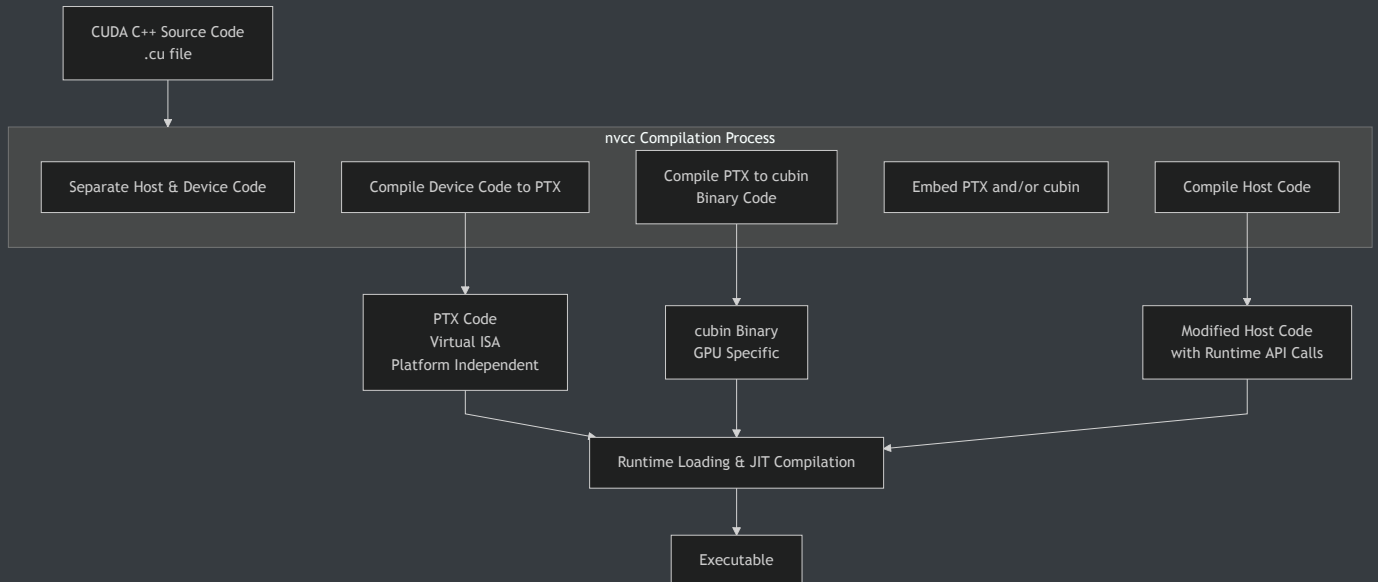 CUDA C++ Source Code
.cu file
nvcc Compilation Process
Separate Host & Device Code
Compile Device Code to PTX
Compile PTX to cubin
Binary Code
Embed PTX and/or cubin
Compile Host Code
PTX Code
Virtual ISA
Platform Independent
cubin Binary
GPU Specific
Modified Host Code
with Runtime API Calls
Runtime Loading & JIT Compilation
Executable